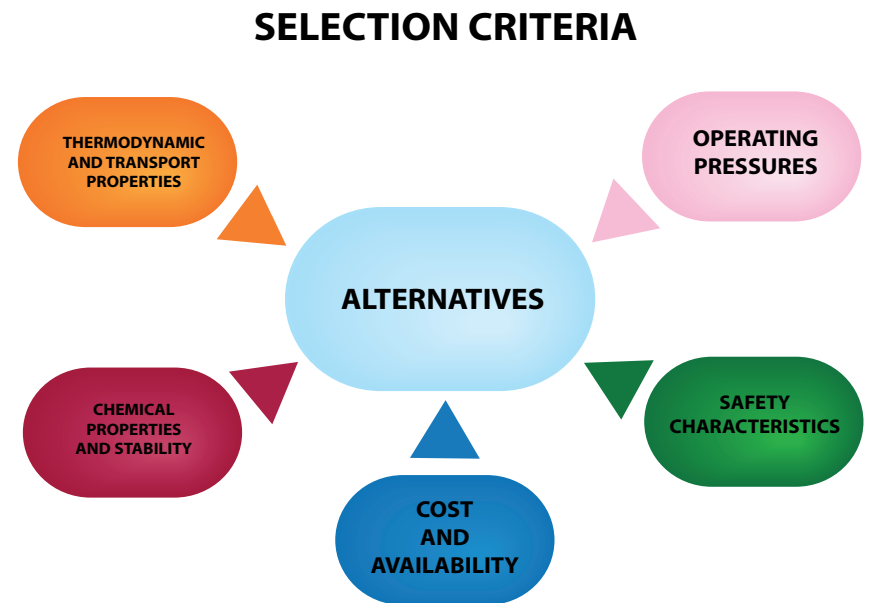 SELECTION CRITERIA
THERMODYNAMIC
AND TRANSPORT
PROPERTIES
OPERATING
PRESSURES
ALTERNATIVES
CHEMICAL
PROPERTIES
AND STABILITY
SAFETY
CHARACTERISTICS
COST
AND
AVAILABILITY